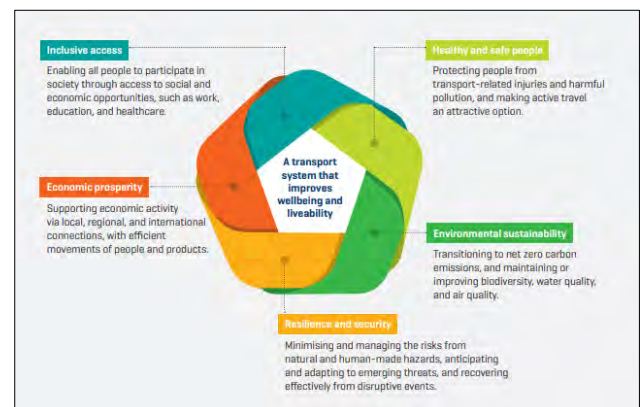 Inclusive access
Enabling all people to participate in
society through access to social and
economic opportunities, such as work,
education, and healthcare.
Healthy and safe people
Protecting people from
transport-related injuries and harmful
pollution, and making active travel
an attractive option.
A transport
system that
improves
wellbeing and
liveability
Economic prosperity
Supporting economic activity
via local, regional, and international
connections, with efficient
movements of people and products.
Environmental sustainability
Transitioning to net zero carbon
emissions, and maintaining or
improving biodiversity, water quality,
and air quality.
Resilience and security
Minimising and managing the risks from
natural and human-made hazards, anticipating
and adapting to emerging threats, and recovering
effectively from disruptive events.